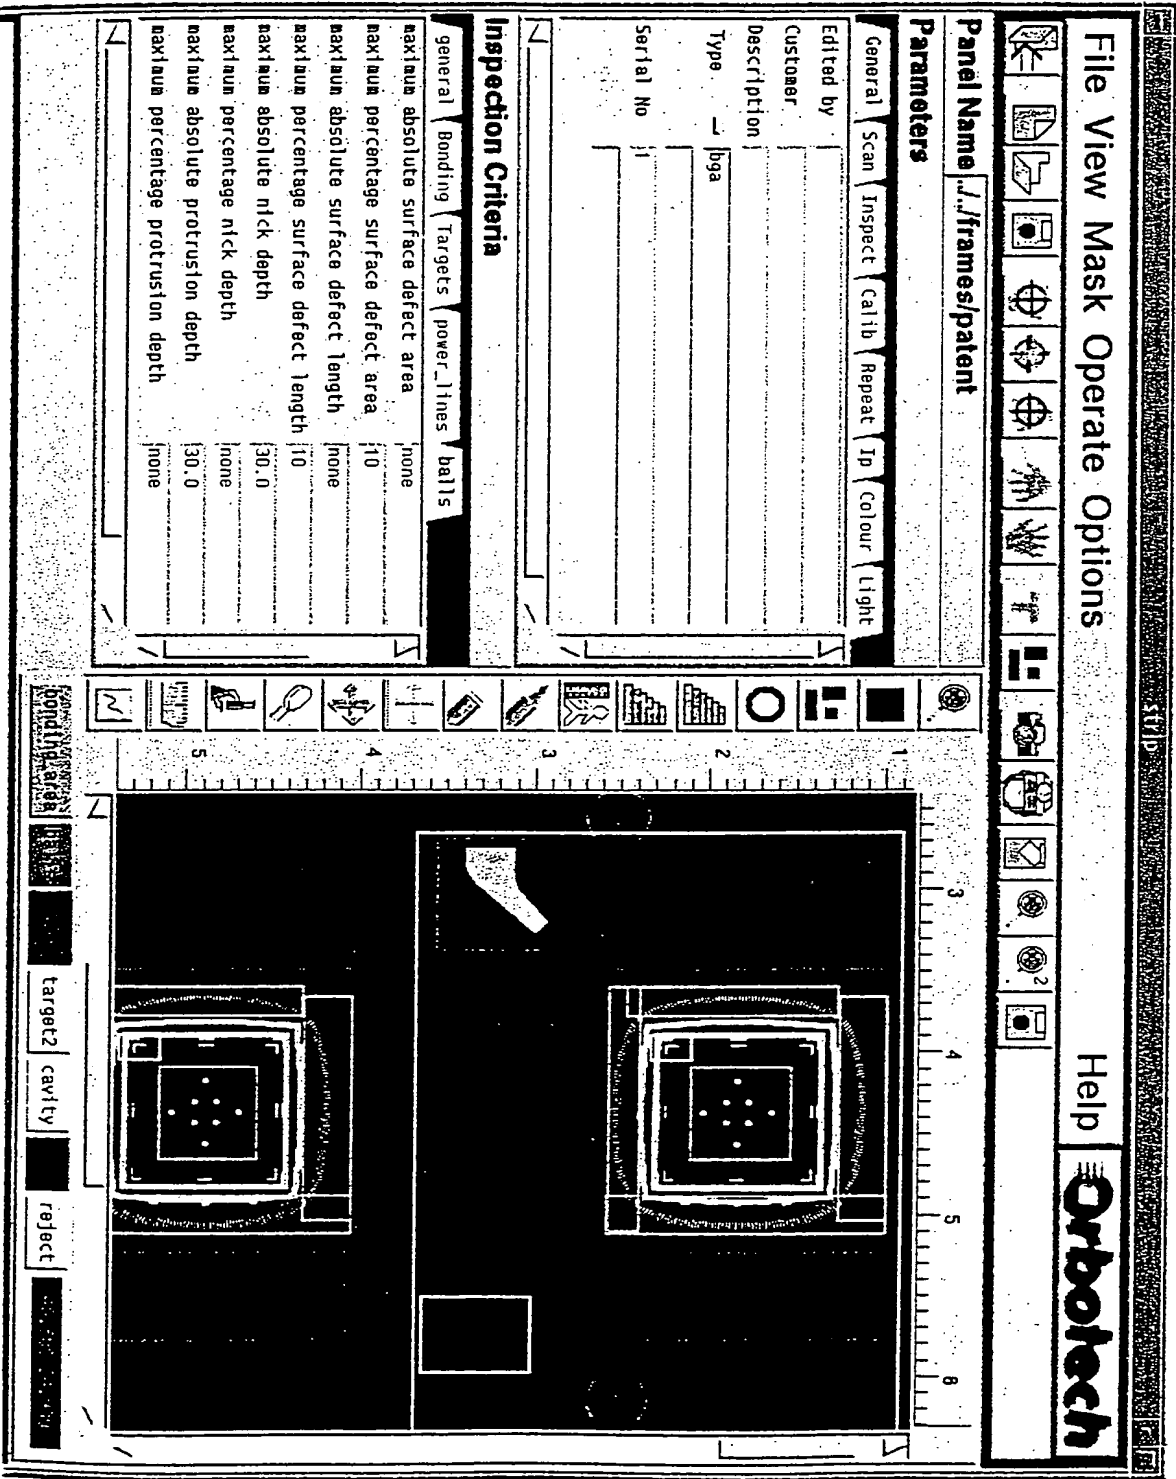 File View Mask Operate Options Help Orbotech
2
Panel Name ../../frames/patent
Parameters
General Scan Inspect Calib Repeat Ip Colour Light
Edited by
Customer
Description
Type bga
Serial No 1
Inspection Criteria
general Bonding Targets power_lines balls
maximum absolute surface defect area none
maximum percentage surface defect area 10
maximum absolute surface defect length none
maximum percentage surface defect length 10
maximum absolute nick depth 30.0
maximum percentage nick depth none
maximum absolute protrusion depth 30.0
maximum percentage protrusion depth none
3 4 5 6
1
2
3
4
5
bonding_area balls target2 cavity reject